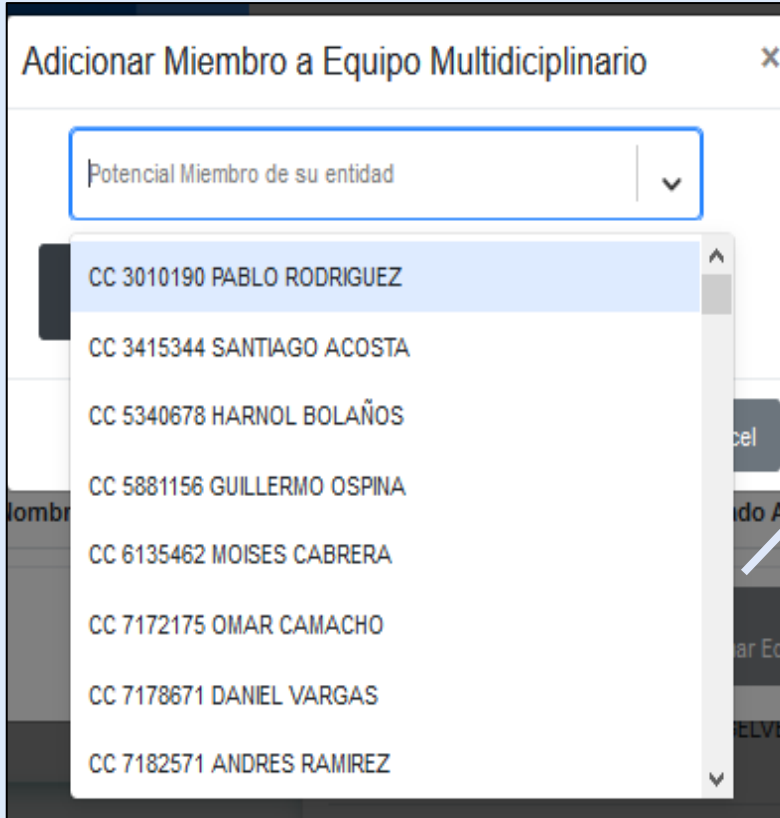 Adicionar Miembro a Equipo Multidiciplinario ×
Potencial Miembro de su entidad
CC 3010190 PABLO RODRIGUEZ
CC 3415344 SANTIAGO ACOSTA
CC 5340678 HARNOL BOLAÑOS
CC 5881156 GUILLERMO OSPINA
CC 6135462 MOISES CABRERA
CC 7172175 OMAR CAMACHO
CC 7178671 DANIEL VARGAS
CC 7182571 ANDRES RAMIREZ